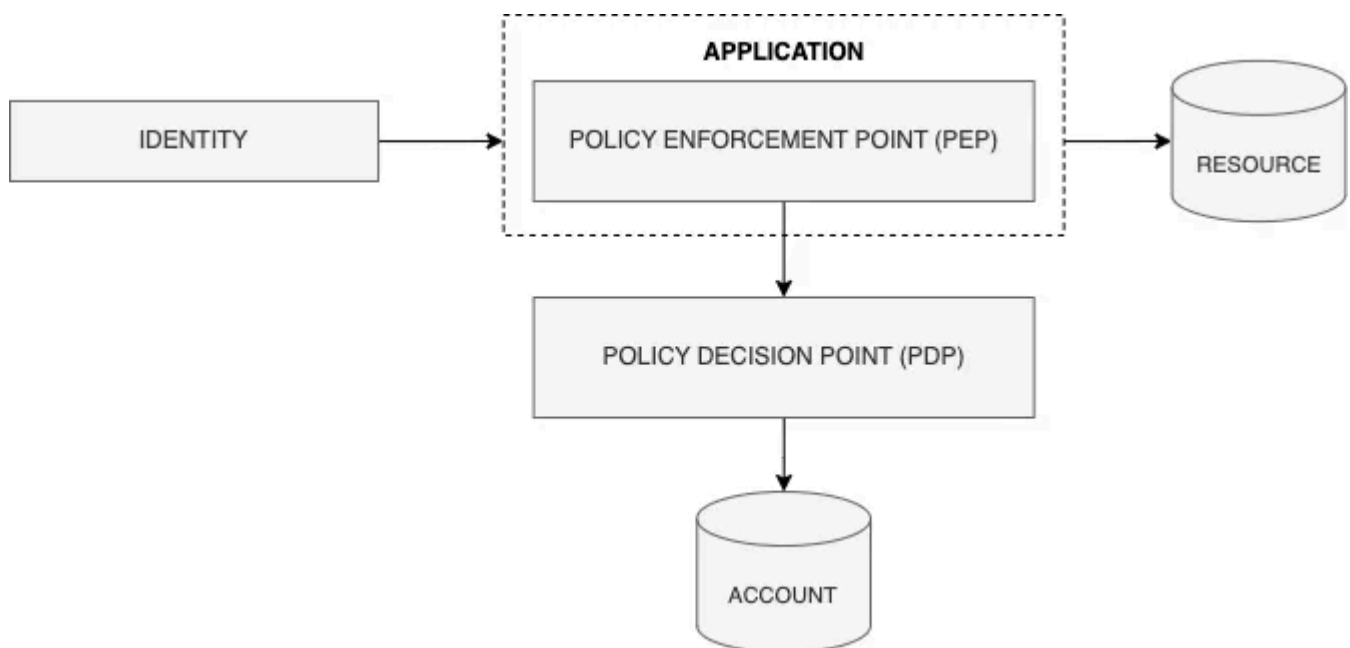 APPLICATION
IDENTITY
POLICY ENFORCEMENT POINT (PEP)
RESOURCE
POLICY DECISION POINT (PDP)
ACCOUNT